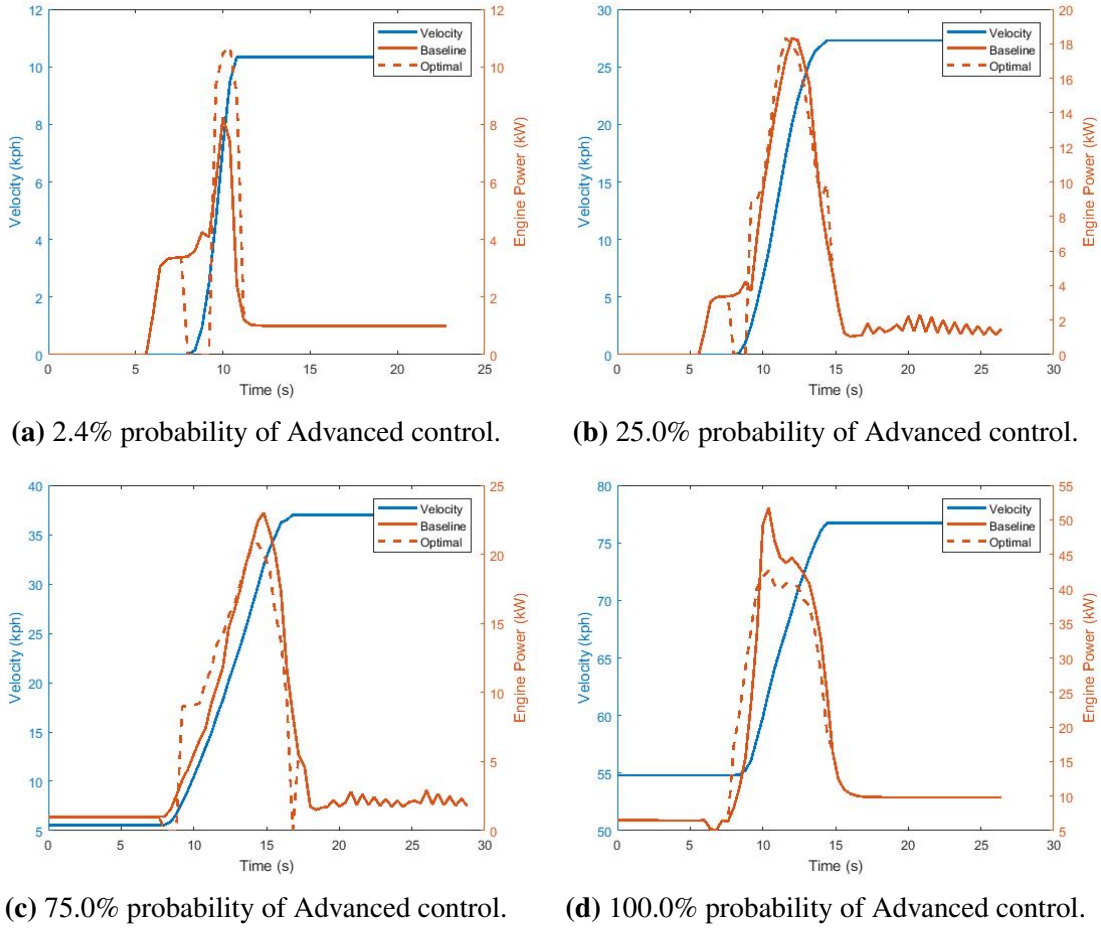 12
10
8
6
4
2
0
Velocity (kph)
12
11
10
9
8
7
6
5
4
3
2
1
0
Engine Power (kW)
Velocity
Baseline
Optimal
0 5 10 15 20 25
Time (s)
(a) 2.4% probability of Advanced control.
30
25
20
15
10
5
0
Velocity (kph)
20
18
16
14
12
10
8
6
4
2
0
Engine Power (kW)
Velocity
Baseline
Optimal
0 5 10 15 20 25 30
Time (s)
(b) 25.0% probability of Advanced control.
40
35
30
25
20
15
10
5
Velocity (kph)
25
20
15
10
5
0
Engine Power (kW)
Velocity
Baseline
Optimal
0 5 10 15 20 25 30
Time (s)
(c) 75.0% probability of Advanced control.
80
75
70
65
60
55
50
Velocity (kph)
55
50
45
40
35
30
25
20
15
10
5
Engine Power (kW)
Velocity
Baseline
Optimal
0 5 10 15 20 25 30
Time (s)
(d) 100.0% probability of Advanced control.